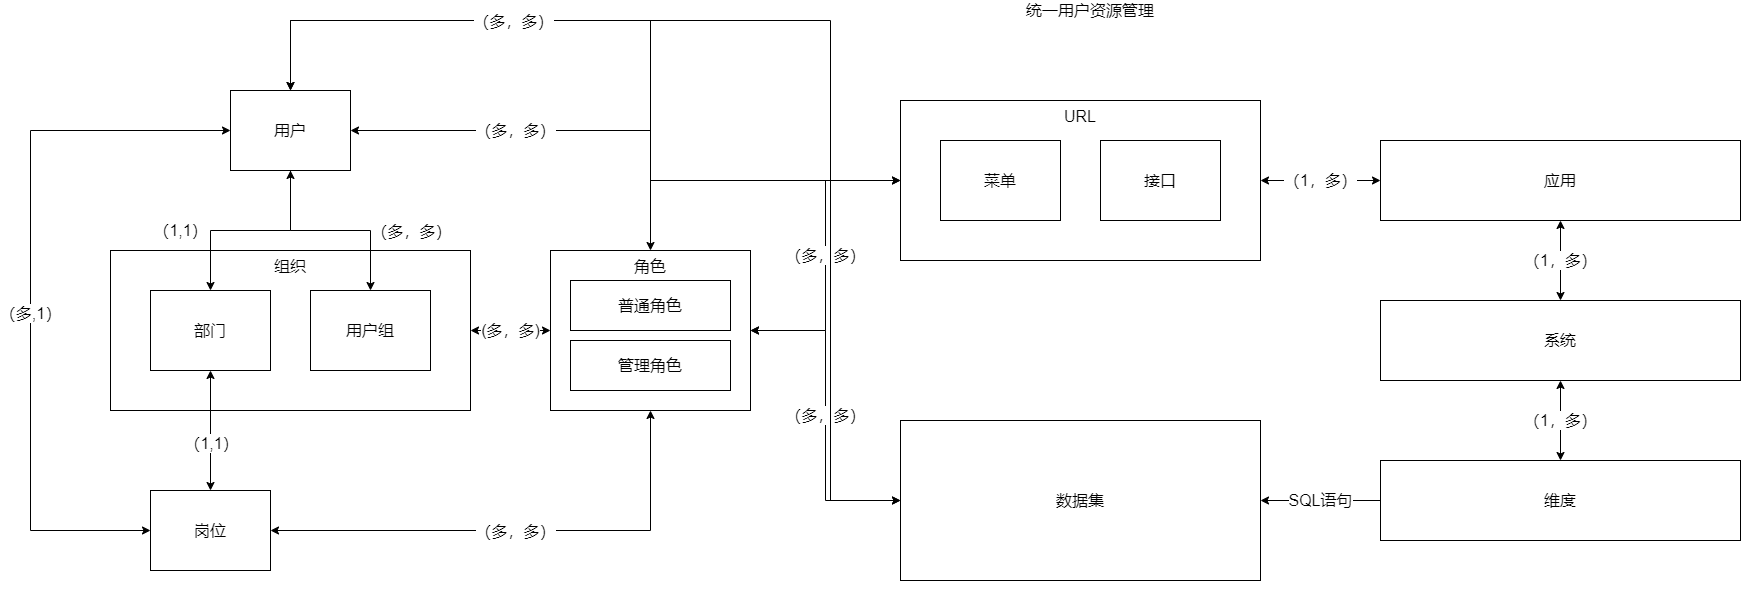 统一用户资源管理
（多，多）
URL
用户
（多，多）
菜单
接口
（1，多）
应用
（1,1）
（多，多）
组织
角色
（多，多）
（1，多）
普通角色
（多,1）
部门
用户组
（多，多）
系统
管理角色
（多，多）
（1，多）
（1,1）
数据集
SQL语句
维度
岗位
（多，多）